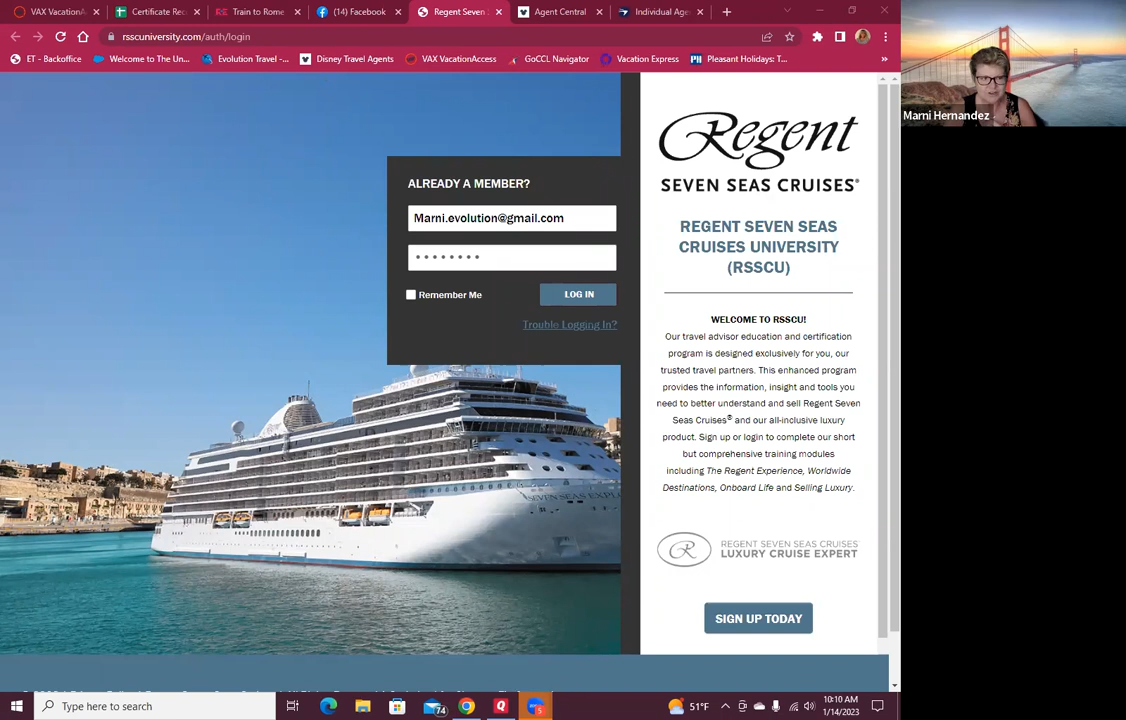 VAX VacationA
Certificate Rec
Train to Rome
(14) Facebook
Regent Seven
Agent Central
Individual Age
rsscuniversity.com/auth/login
ET - Backoffice
Welcome to The Un...
Evolution Travel -...
Disney Travel Agents
VAX VacationAccess
GoCCL Navigator
Vacation Express
Pleasant Holidays: T...
Marni Hernandez
ALREADY A MEMBER?
Marni.evolution@gmail.com
Remember Me
LOG IN
Trouble Logging In?
Regent
SEVEN SEAS CRUISES®
REGENT SEVEN SEAS
CRUISES UNIVERSITY
(RSSCU)
WELCOME TO RSSCU!
Our travel advisor education and certification
program is designed exclusively for you, our
trusted travel partners. This enhanced program
provides the information, insight and tools you
need to better understand and sell Regent Seven
Seas Cruises® and our all-inclusive luxury
product. Sign up or login to complete our short
but comprehensive training modules
including The Regent Experience, Worldwide
Destinations, Onboard Life and Selling Luxury.
REGENT SEVEN SEAS CRUISES
LUXURY CRUISE EXPERT
SIGN UP TODAY
Type here to search
74
51°F
10:10 AM
1/14/2023